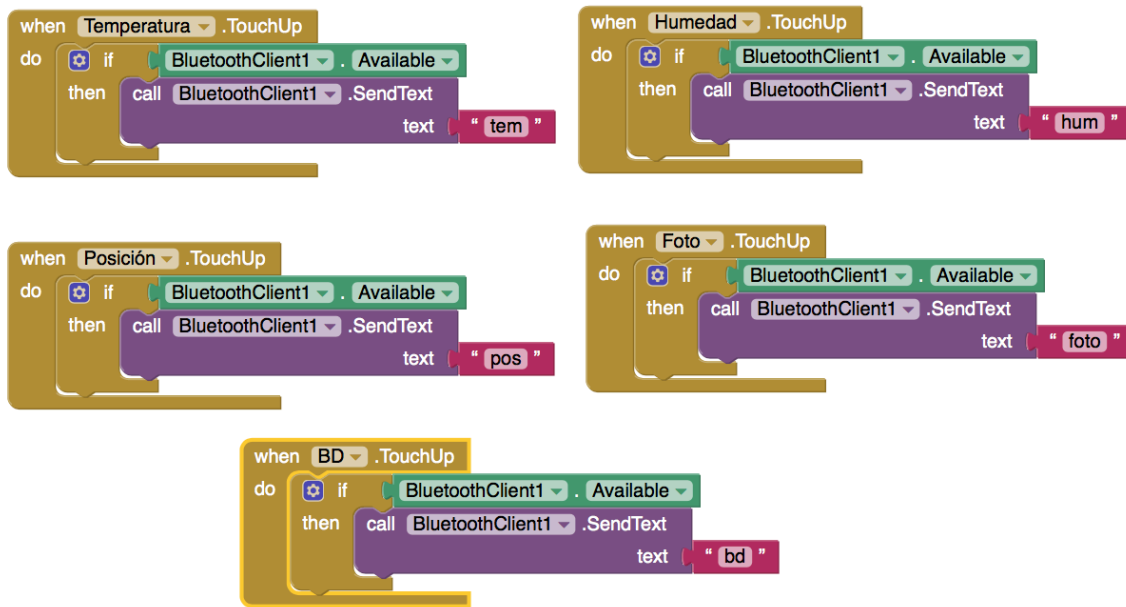 when Temperatura .TouchUp
do if BluetoothClient1 . Available
then call BluetoothClient1 .SendText
text " tem "
when Humedad .TouchUp
do if BluetoothClient1 . Available
then call BluetoothClient1 .SendText
text " hum "
when Posición .TouchUp
do if BluetoothClient1 . Available
then call BluetoothClient1 .SendText
text " pos "
when Foto .TouchUp
do if BluetoothClient1 . Available
then call BluetoothClient1 .SendText
text " foto "
when BD .TouchUp
do if BluetoothClient1 . Available
then call BluetoothClient1 .SendText
text " bd "